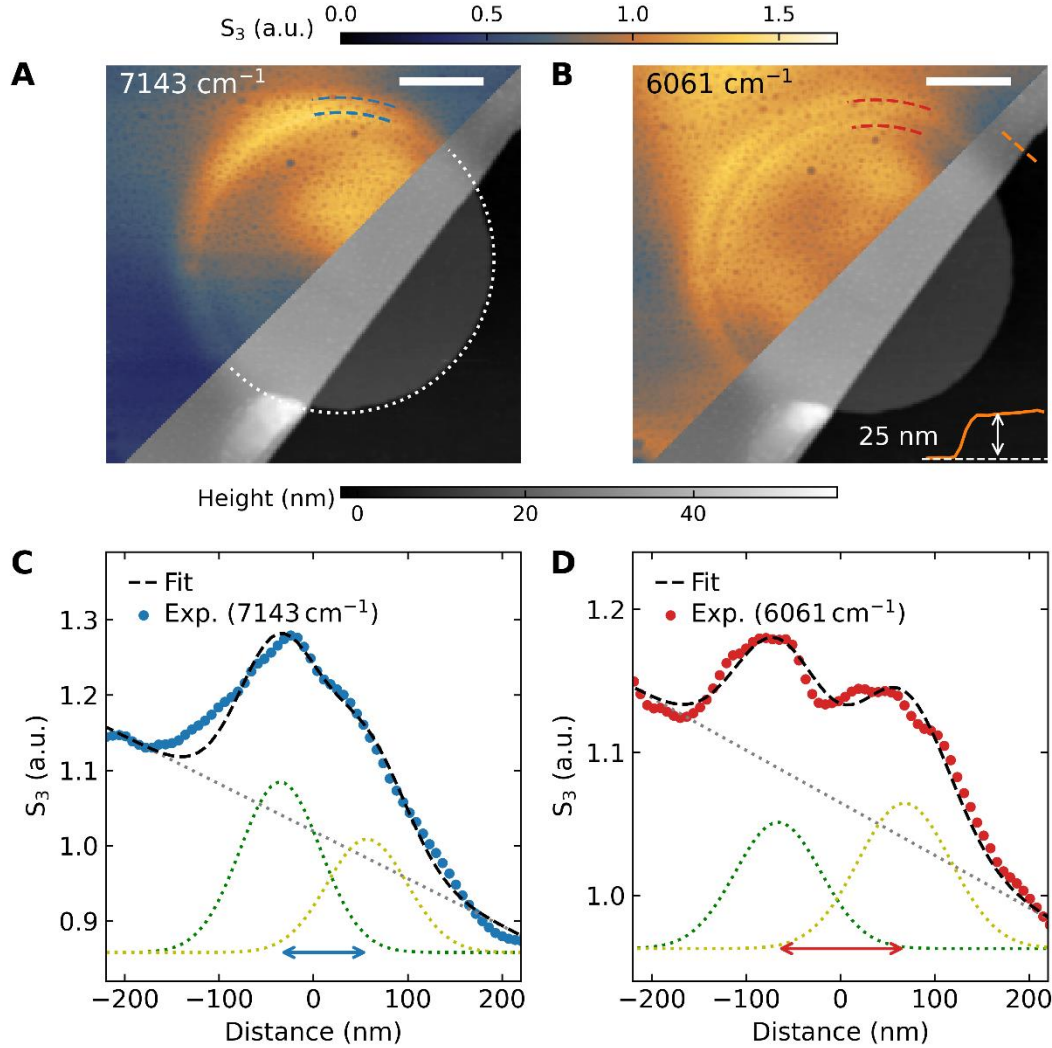 S₃ (a.u.)
0.0 0.5 1.0 1.5
A
7143 cm⁻¹
B
6061 cm⁻¹
25 nm
Height (nm)
0 20 40
C
Fit
Exp. (7143 cm⁻¹)
S₃ (a.u.)
1.3
1.2
1.1
1.0
0.9
−200 −100 0 100 200
Distance (nm)
D
Fit
Exp. (6061 cm⁻¹)
S₃ (a.u.)
1.2
1.1
1.0
−200 −100 0 100 200
Distance (nm)